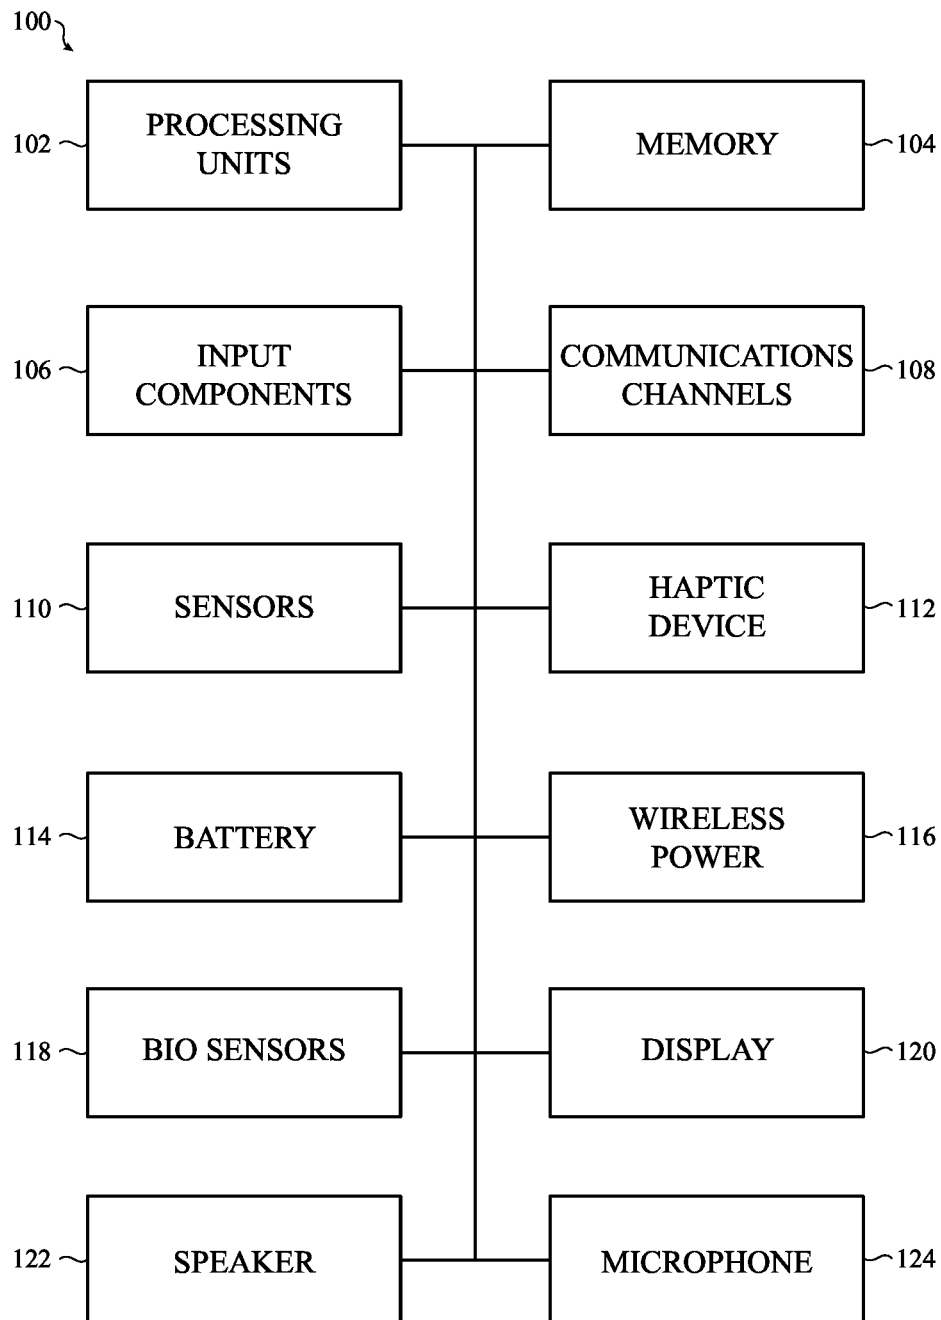 100
102
PROCESSING
UNITS
MEMORY
104
106
INPUT
COMPONENTS
COMMUNICATIONS
CHANNELS
108
110
SENSORS
HAPTIC
DEVICE
112
114
BATTERY
WIRELESS
POWER
116
118
BIO SENSORS
DISPLAY
120
122
SPEAKER
MICROPHONE
124